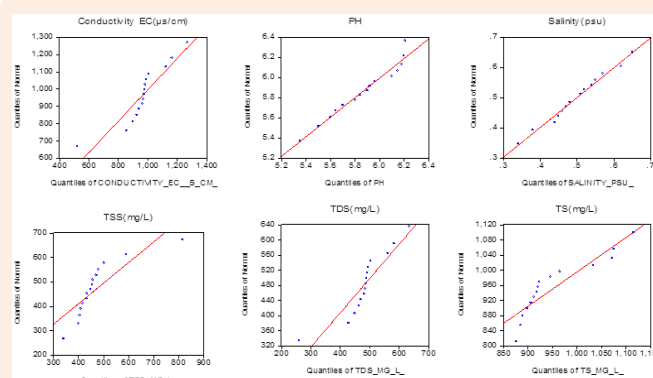 Conductivity EC(µs/cm)
1,300
1,200
1,100
1,000
900
800
700
600
400 600 800 1,000 1,200 1,400
Quantiles of Normal
Quantiles of CONDUCTIVITY_EC__S_CM_
PH
6.4
6.2
6.0
5.8
5.6
5.4
5.2
5.2 5.4 5.6 5.8 6.0 6.2 6.4
Quantiles of Normal
Quantiles of PH
Salinity(psu)
.7
.6
.5
.4
.3
.3 .4 .5 .6 .7
Quantiles of Normal
Quantiles of SALINITY_PSU_
TSS(mg/L)
700
600
500
400
300
200
300 400 500 600 700 800 900
Quantiles of Normal
TDS(mg/L)
640
600
560
520
480
440
400
360
320
200 300 400 500 600 700
Quantiles of Normal
Quantiles of TDS_MG_L_
TS(mg/L)
1,120
1,080
1,040
1,000
960
920
880
840
800
850 900 950 1,000 1,050 1,100
Quantiles of Normal
Quantiles of TS_MG_L_